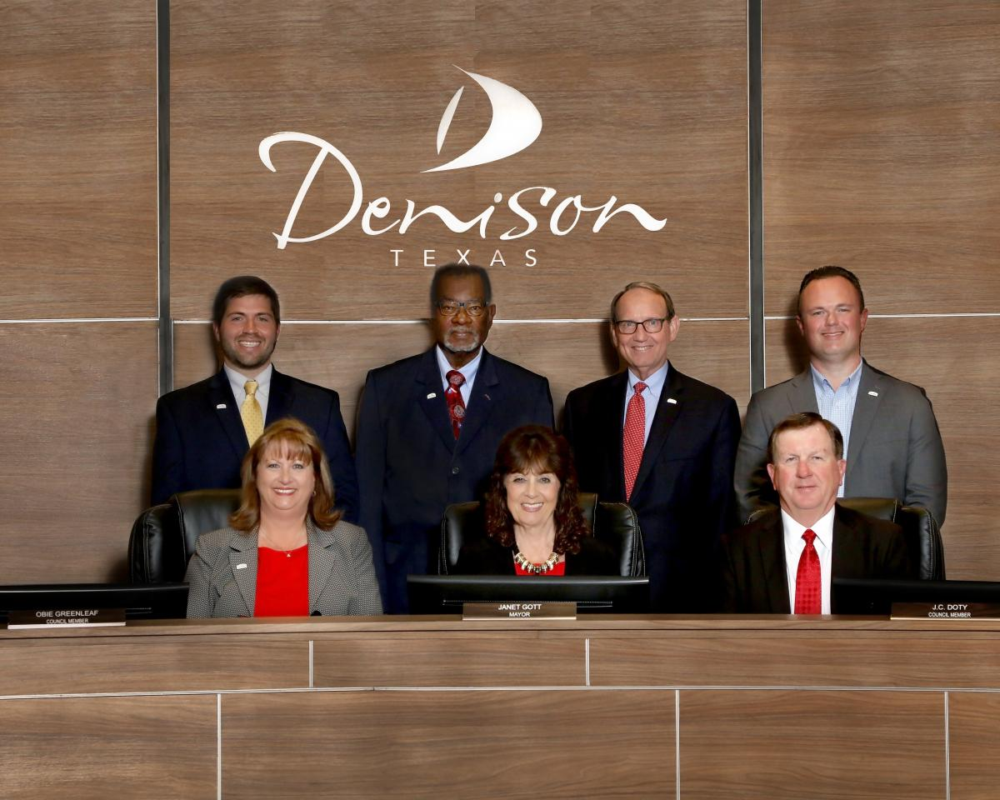 Denison
TEXAS
OBIE GREENLEAF
COUNCIL MEMBER
JANET GOTT
MAYOR
J.C. DOTY
COUNCIL MEMBER